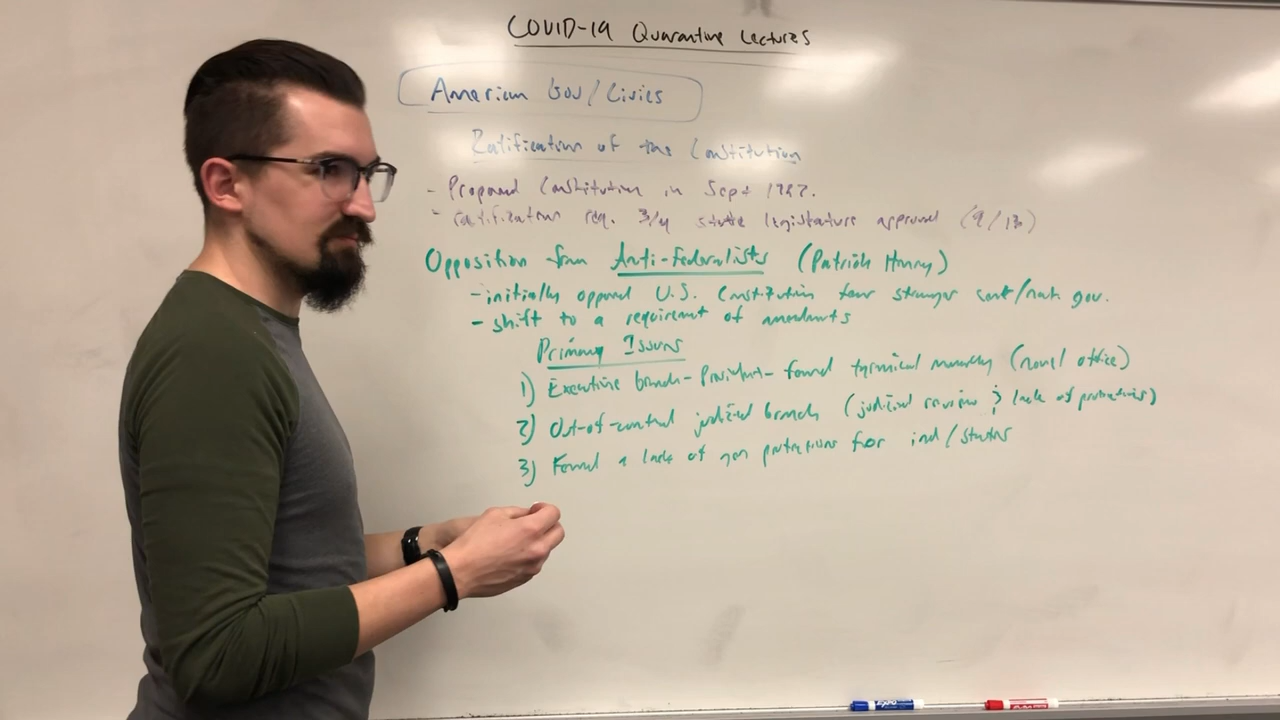 COVID-19 Quarantine Lectures
American Gov/Civics
Ratification of the Constitution
- Proposed Constitution in Sept 1787.
- ratification req. 3/4 state legislature approval (9/13)
Opposition from Anti-Federalists (Patrick Henry)
- initially opposed U.S. Constitution fear stronger cent/nat. gov.
- shift to a requirement of amendments
Primary Issues
1) Executive branch - President - feared tyrannical monarchy (novel office)
2) Out-of-control judicial branch (judicial review ; lack of protections)
3) Feared a lack of gov protections for ind/states
EXPO